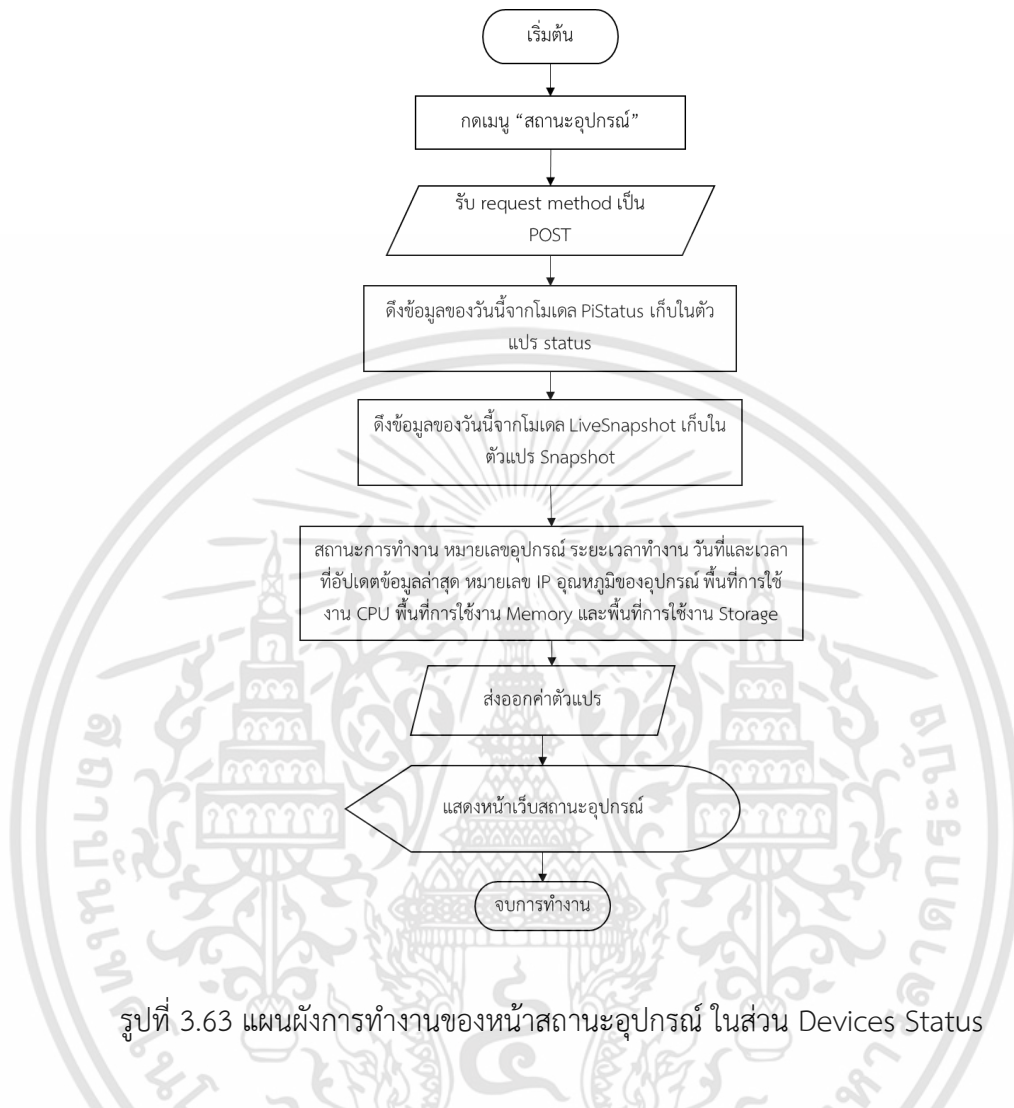 เริ่มต้น
กดเมนู “สถานะอุปกรณ์”
รับ request method เป็น
POST
ดึงข้อมูลของวันนี้จากโมเดล PiStatus เก็บในตัว
แปร status
ดึงข้อมูลของวันนี้จากโมเดล LiveSnapshot เก็บใน
ตัวแปร Snapshot
สถานะการทำงาน หมายเลขอุปกรณ์ ระยะเวลาทำงาน วันที่และเวลา
ที่อัปเดตข้อมูลล่าสุด หมายเลข IP อุณหภูมิของอุปกรณ์ พื้นที่การใช้
งาน CPU พื้นที่การใช้งาน Memory และพื้นที่การใช้งาน Storage
ส่งออกค่าตัวแปร
แสดงหน้าเว็บสถานะอุปกรณ์
จบการทำงาน
รูปที่ 3.63 แผนผังการทำงานของหน้าสถานะอุปกรณ์ ในส่วน Devices Status